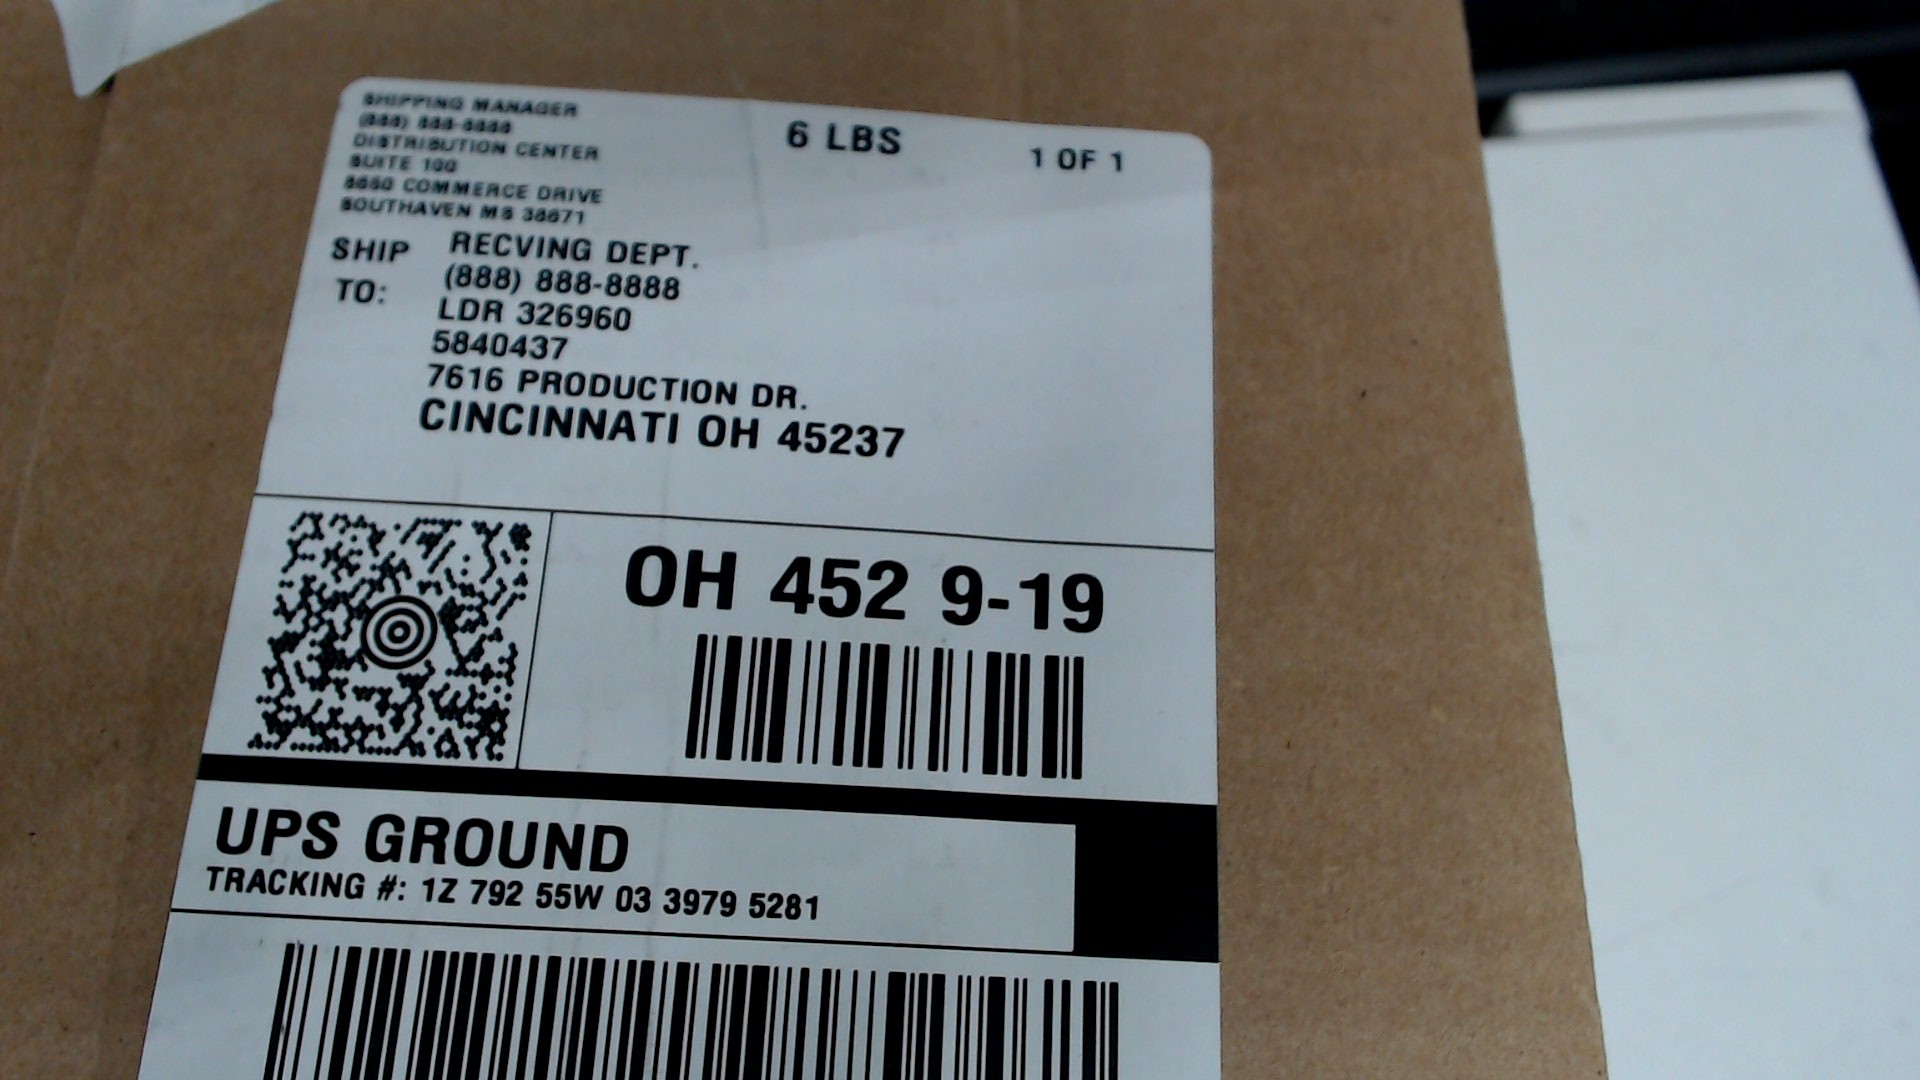 SHIPPING MANAGER
(888) 888-8888
DISTRIBUTION CENTER
SUITE 100
COMMERCE DRIVE
SOUTHAVEN MS 38671
6 LBS
1 OF 1
SHIP TO:
RECVING DEPT.
(888) 888-8888
LDR 326960
5840437
7616 PRODUCTION DR.
CINCINNATI OH 45237
OH 452 9-19
UPS GROUND
TRACKING #: 1Z 792 55W 03 3979 5281